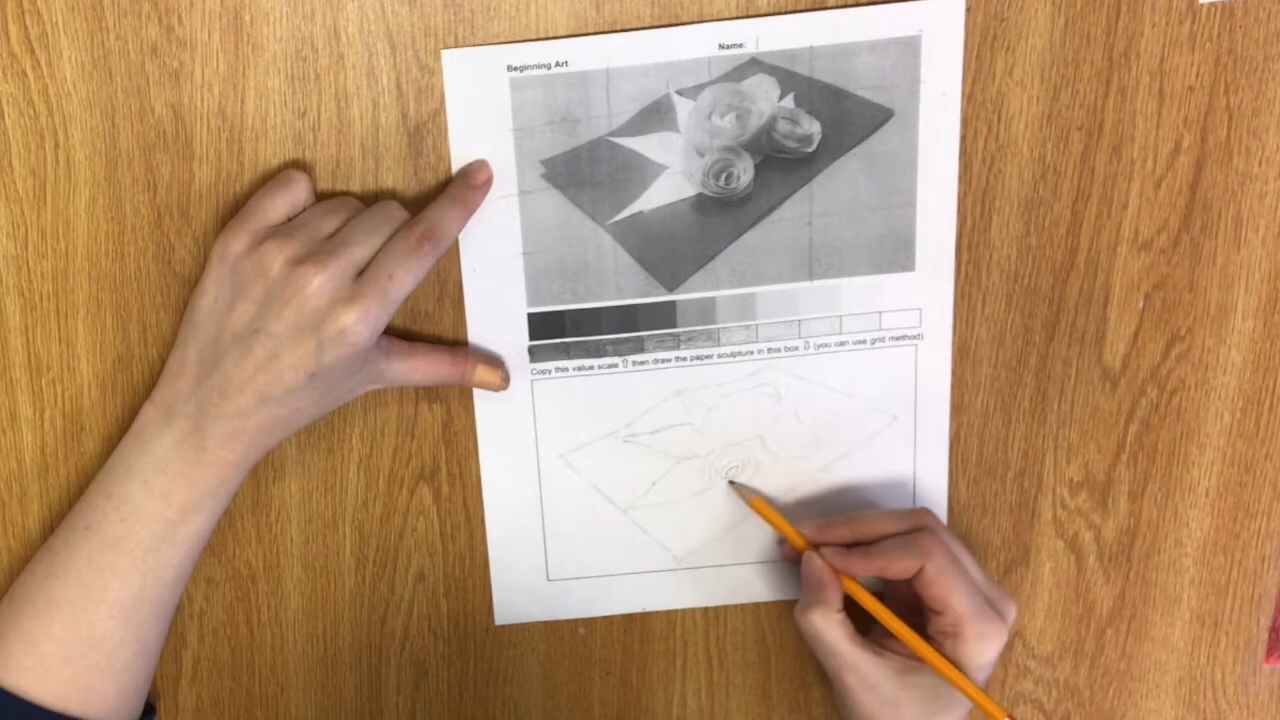 Name:
Beginning Art
Copy this value scale ⇧ then draw the paper sculpture in this box ⇩ (you can use grid method)